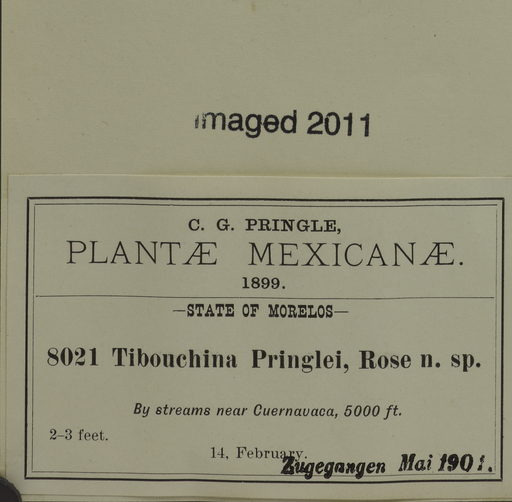 imaged 2011
C. G. PRINGLE,
PLANTÆ MEXICANÆ.
1899.
—STATE OF MORELOS—
8021 Tibouchina Pringlei, Rose n. sp.
By streams near Cuernavaca, 5000 ft.
2–3 feet.
14, February.
Zugegangen Mai 1901.